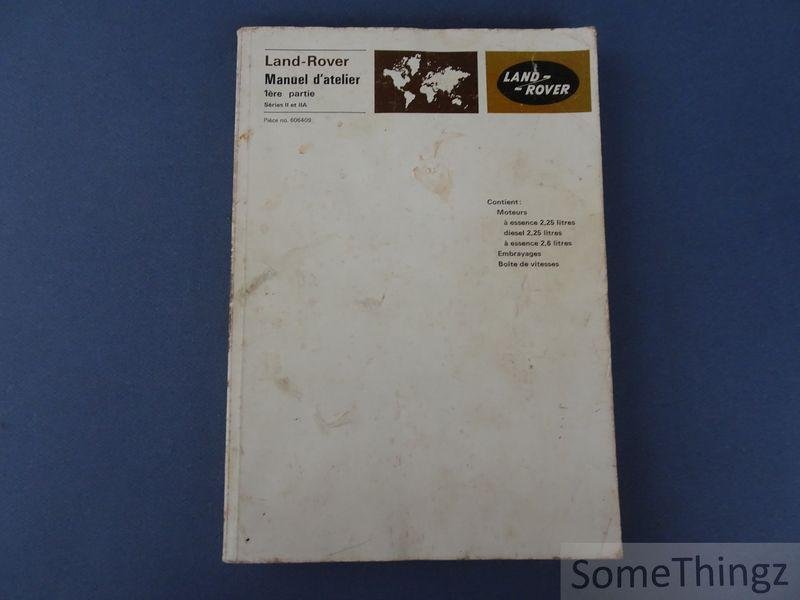 Land-Rover
Manuel d'atelier
1ère partie
Séries II et IIA
Pièce no. 606409
LAND-
-ROVER
Contient:
Moteurs
à essence 2,25 litres
diesel 2,25 litres
à essence 2,6 litres
Embrayages
Boîte de vitesses
SomeThingz